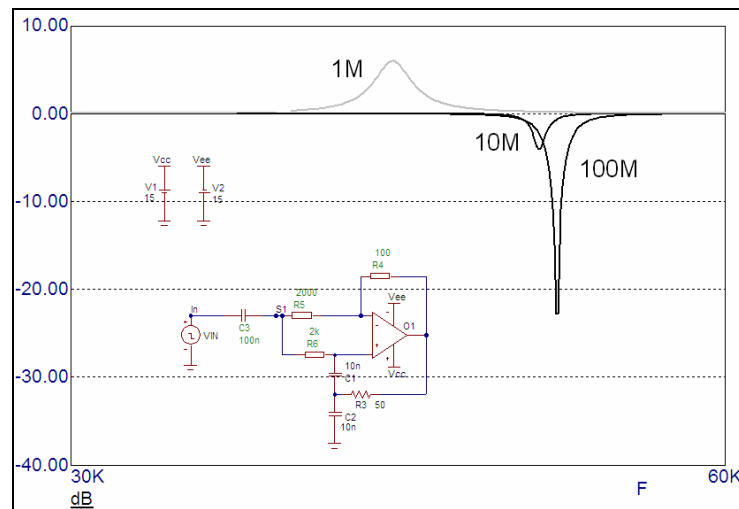 10.00
1M
0.00
10M
100M
Vcc
Vee
V1
15
V2
15
-10.00
-20.00
100
R4
2000
R5
Vee
In
S1
O1
VIN
C3
100n
2k
R6
Vcc
10n
C1
R3
50
C2
10n
-30.00
-40.00
30K
60K
dB
F